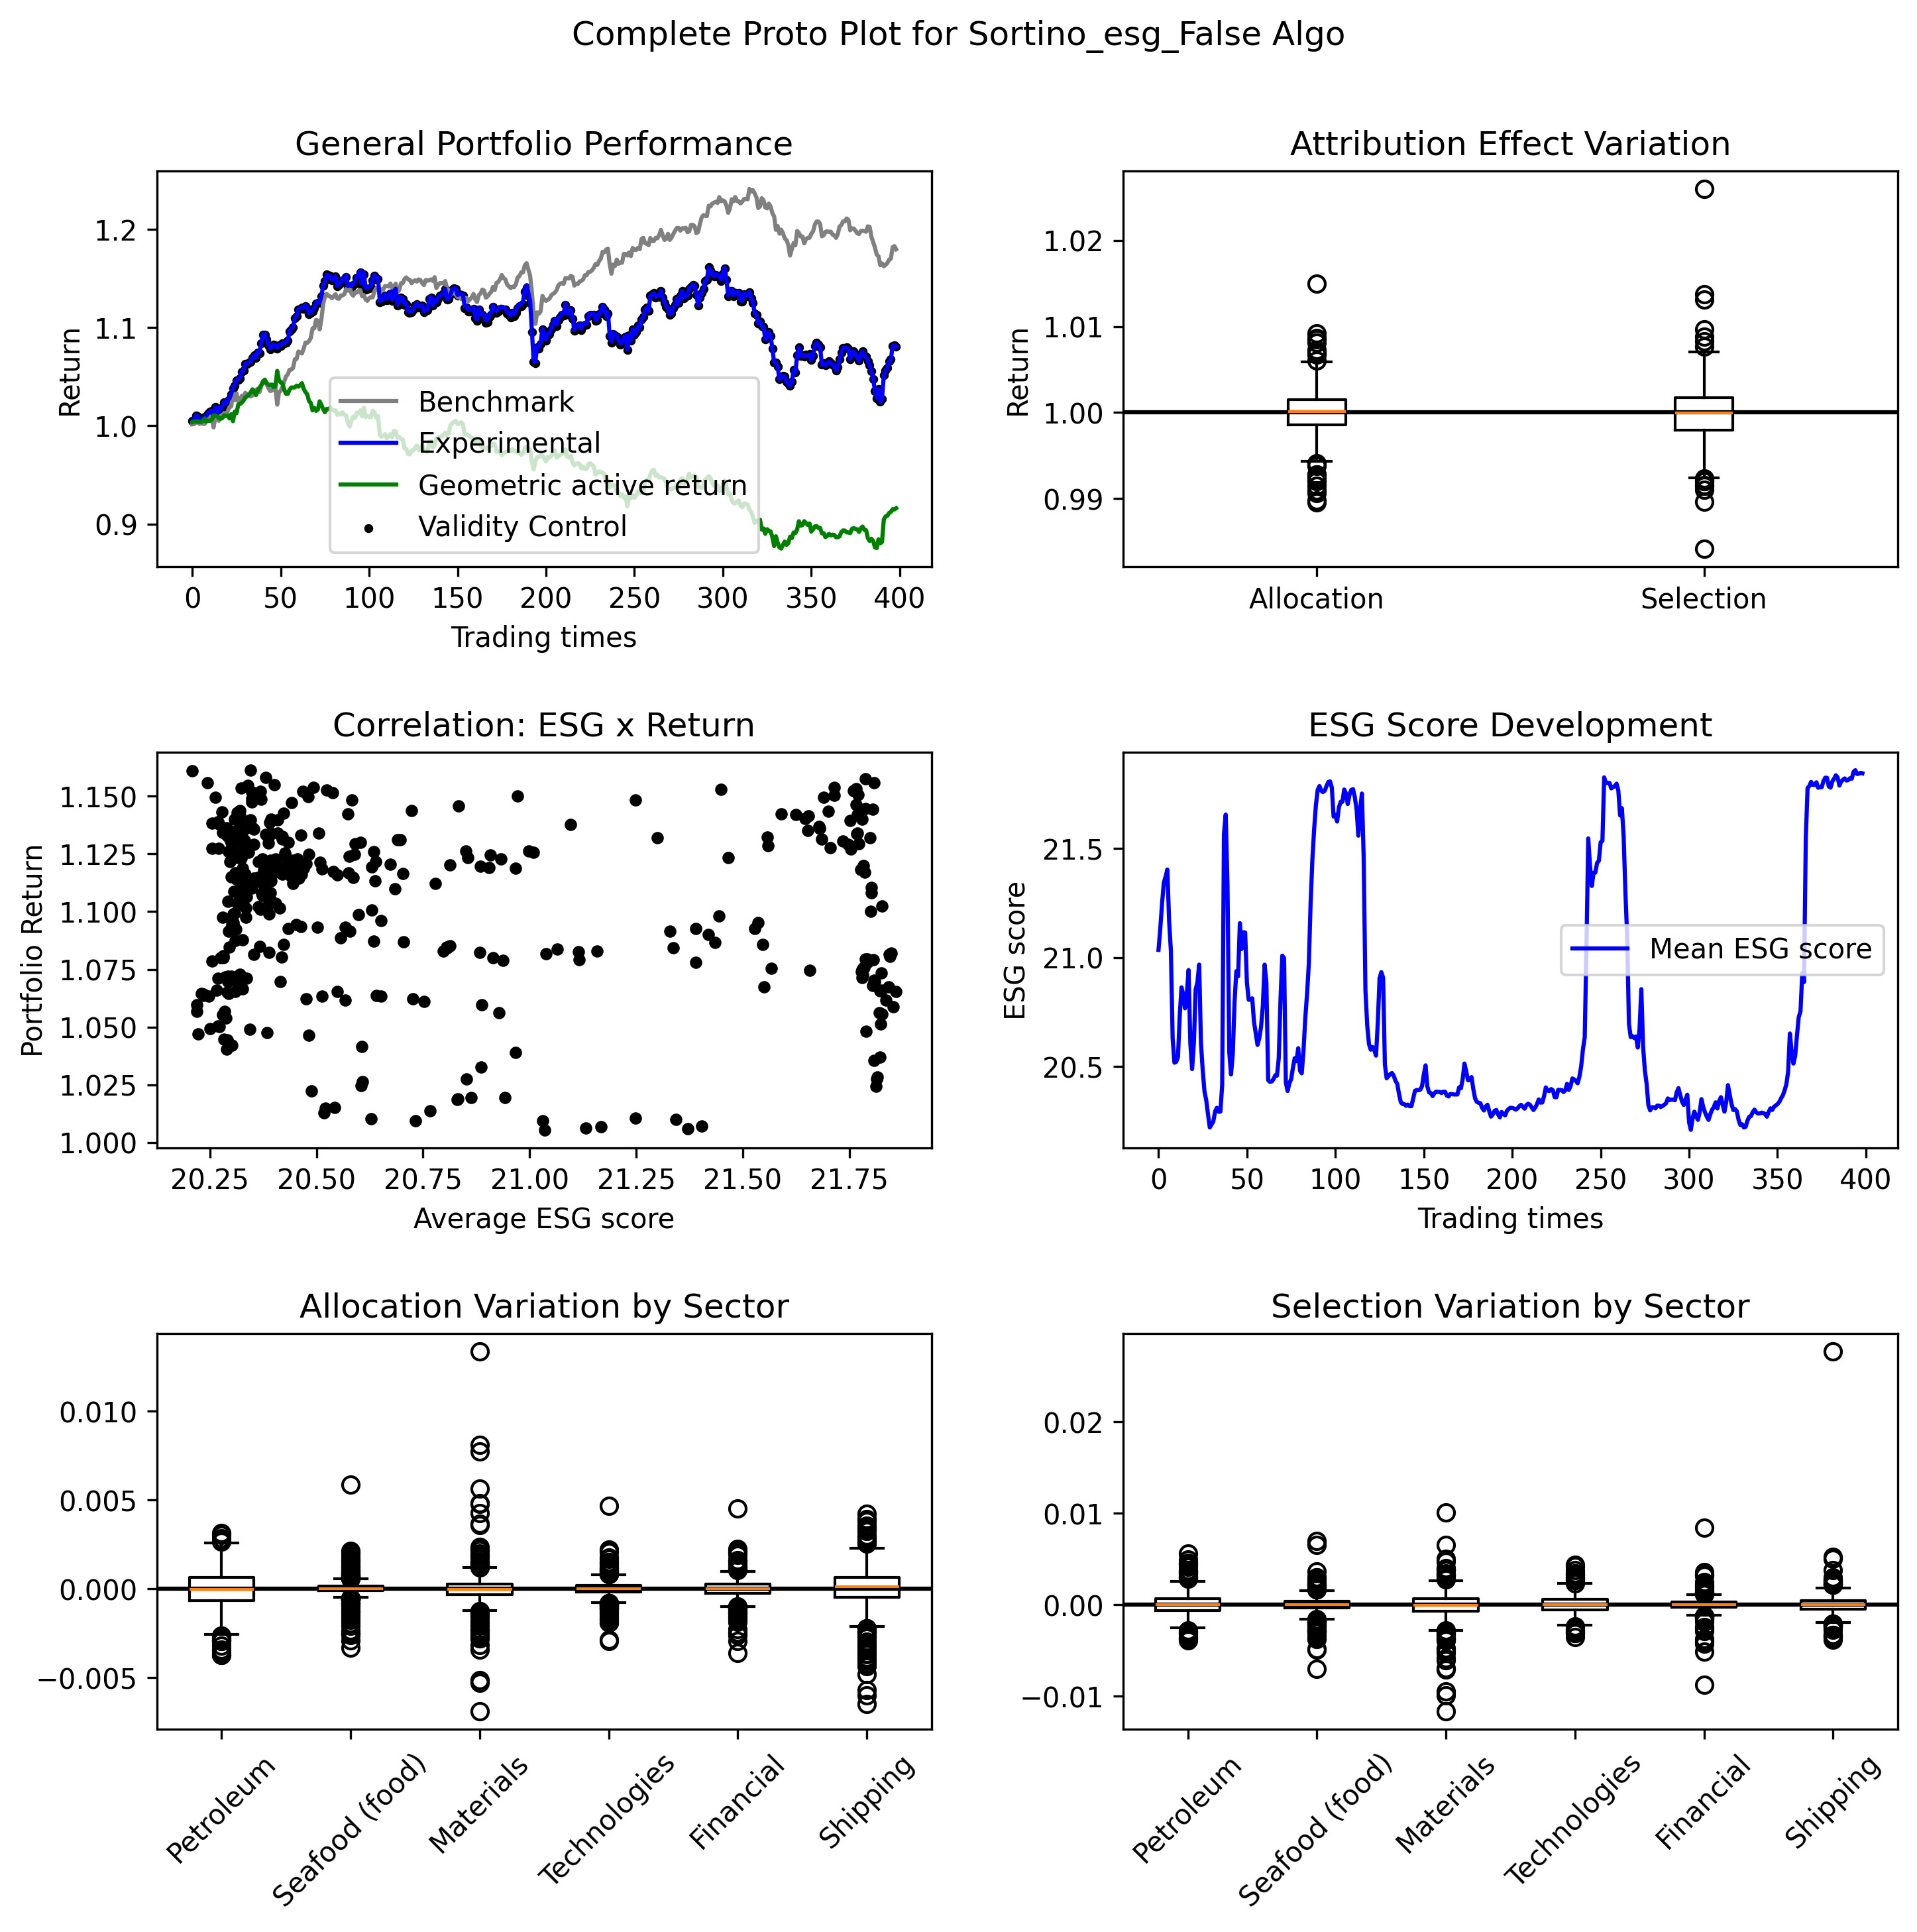 Complete Proto Plot for Sortino_esg_False Algo
General Portfolio Performance
Return
1.2
1.1
1.0
0.9
Benchmark
Experimental
Geometric active return
Validity Control
0 50 100 150 200 250 300 350 400
Trading times
Attribution Effect Variation
Return
1.02
1.01
1.00
0.99
Allocation Selection
Correlation: ESG x Return
Portfolio Return
1.150
1.125
1.100
1.075
1.050
1.025
1.000
20.25 20.50 20.75 21.00 21.25 21.50 21.75
Average ESG score
ESG Score Development
ESG score
21.5
21.0
20.5
Mean ESG score
0 50 100 150 200 250 300 350 400
Trading times
Allocation Variation by Sector
0.010
0.005
0.000
−0.005
Petroleum
Seafood (food)
Materials
Technologies
Financial
Shipping
Selection Variation by Sector
0.02
0.01
0.00
−0.01
Petroleum
Seafood (food)
Materials
Technologies
Financial
Shipping